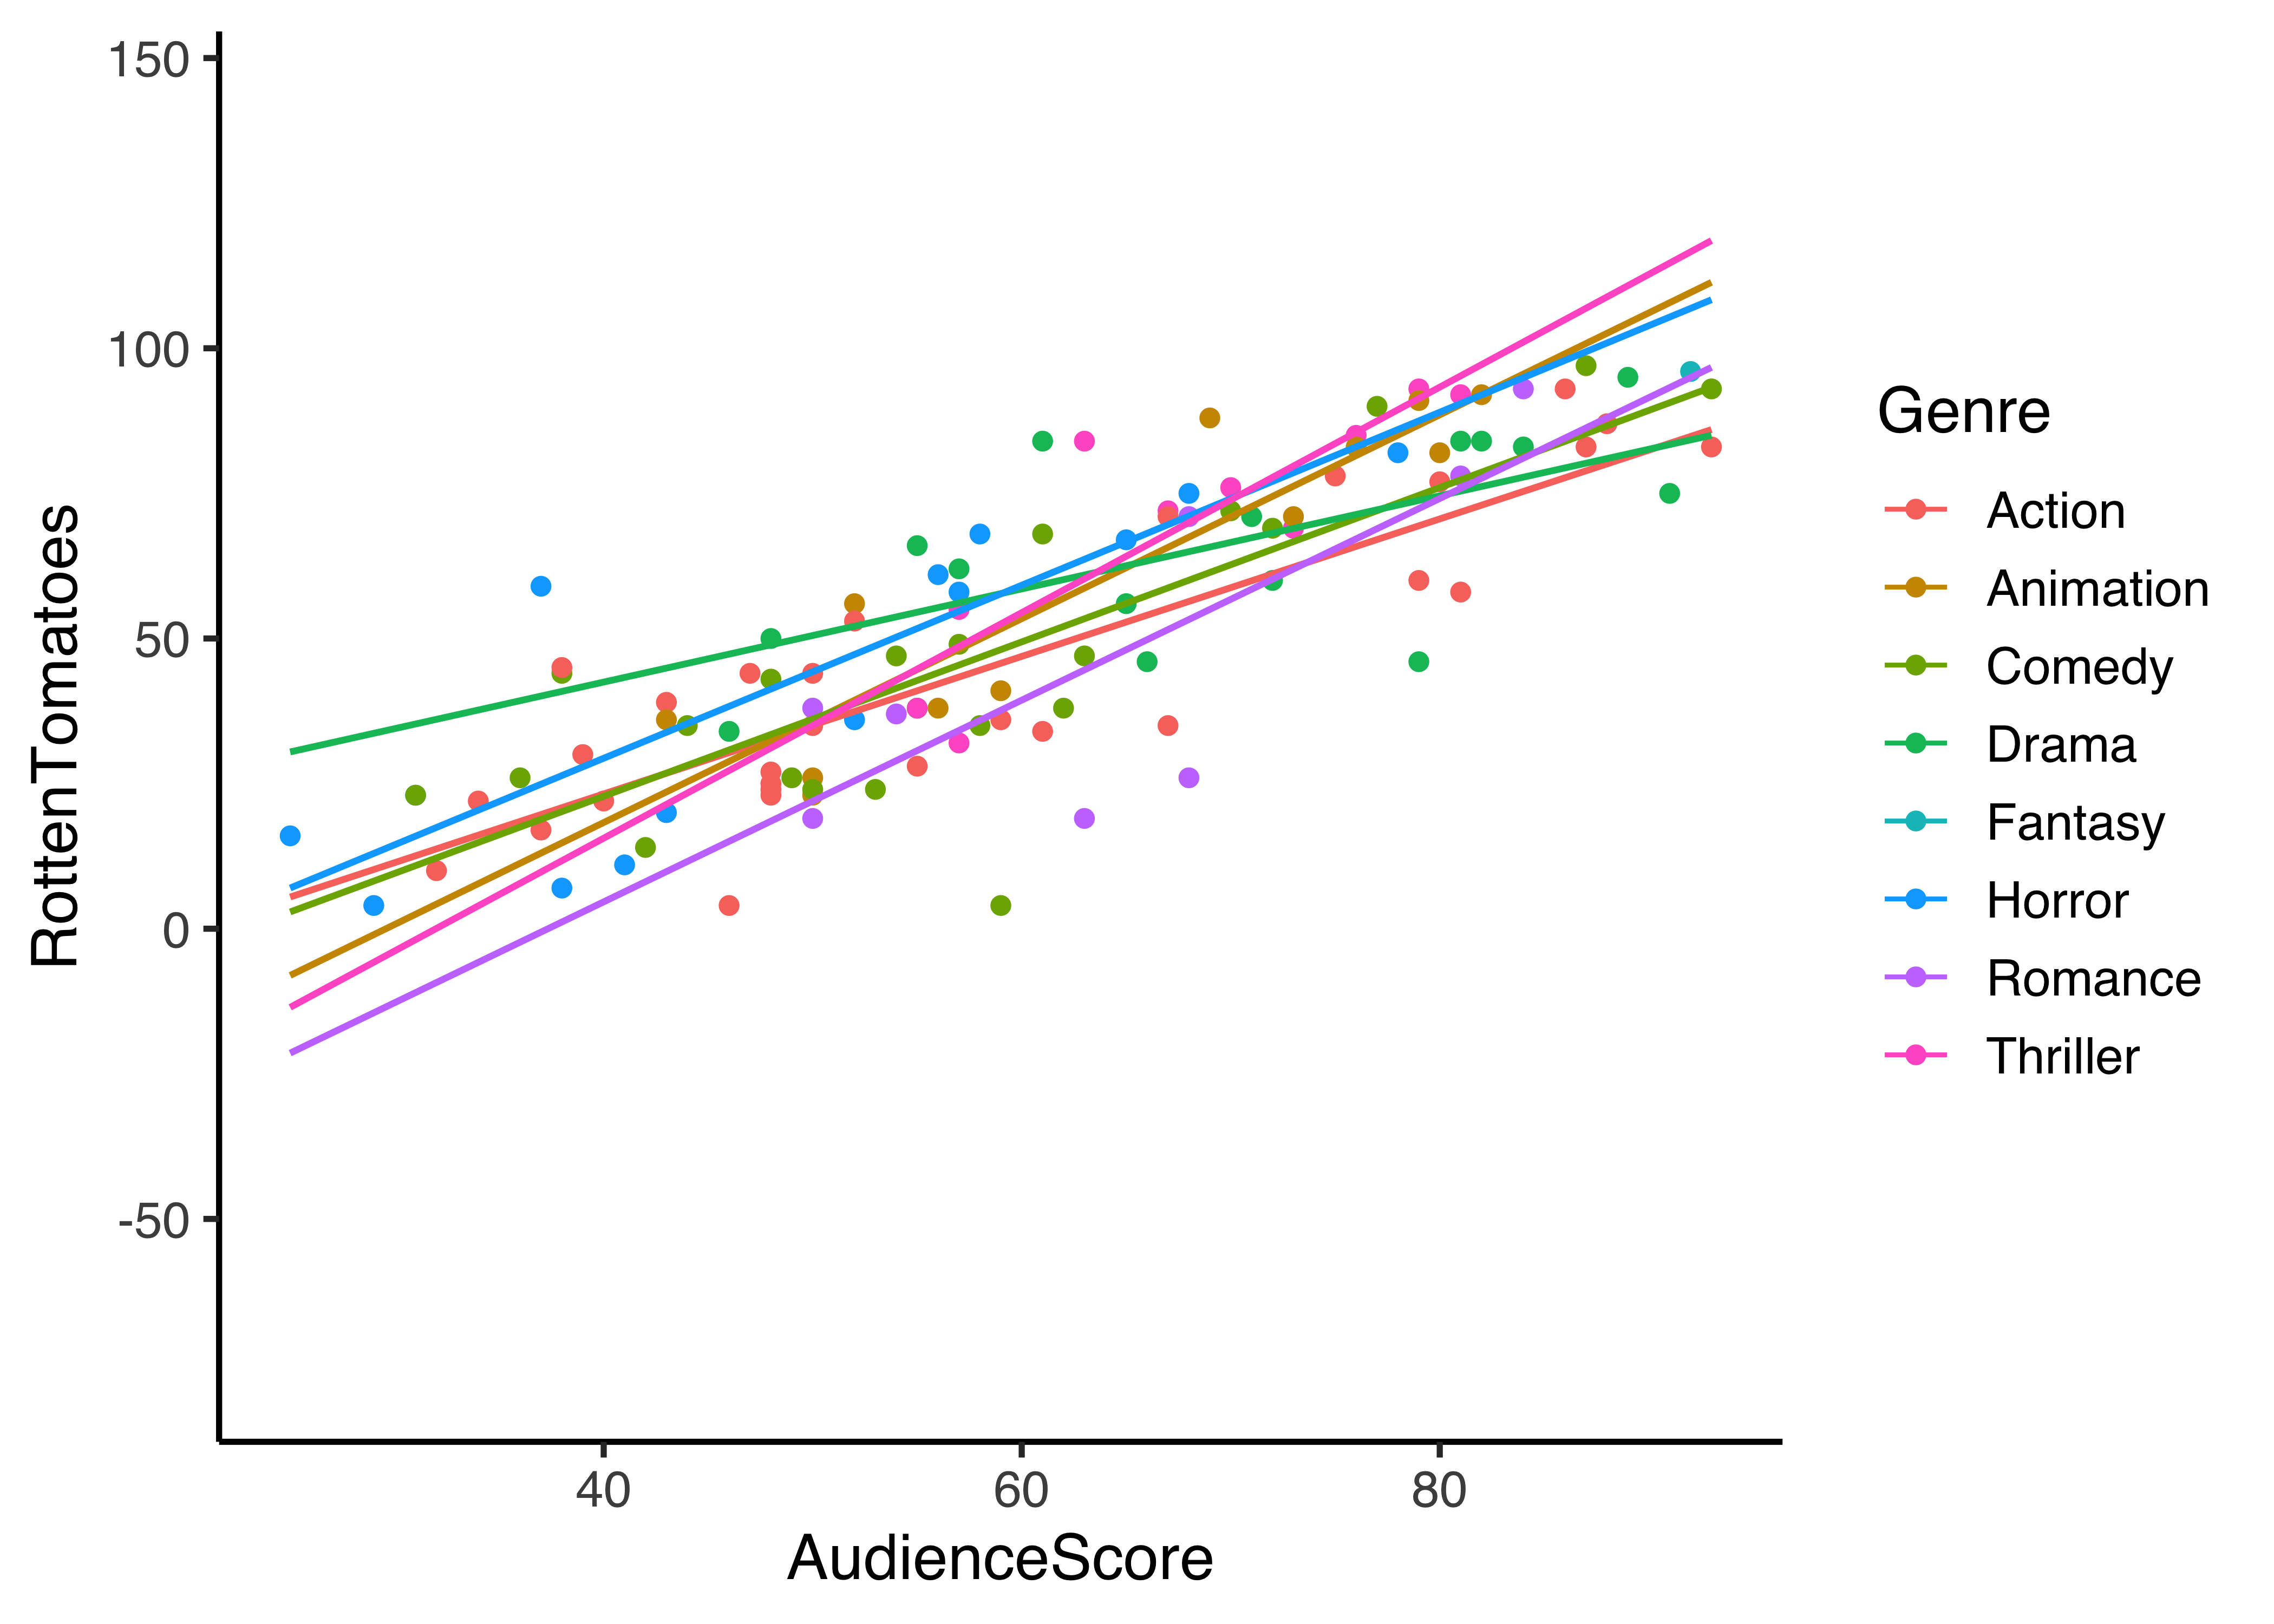 150
100
50
0
-50
RottenTomatoes
40 60 80
AudienceScore
Genre
Action
Animation
Comedy
Drama
Fantasy
Horror
Romance
Thriller